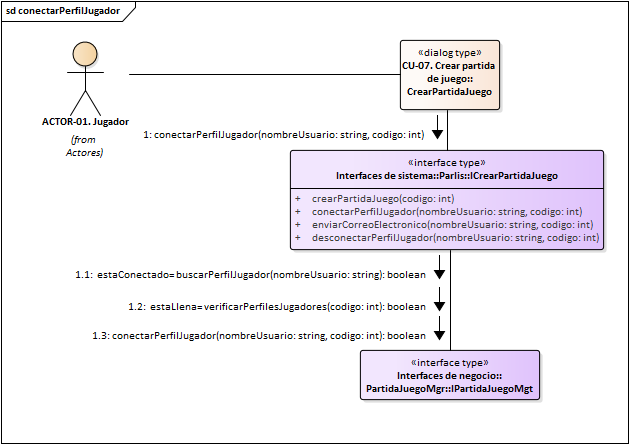 sd conectarPerfilJugador
«dialog type»
CU-07. Crear partida
de juego::
CrearPartidaJuego
ACTOR-01. Jugador
(from
Actores)
1: conectarPerfilJugador(nombreUsuario: string, codigo: int)
«interface type»
Interfaces de sistema::Parlis::ICrearPartidaJuego
+ crearPartidaJuego(codigo: int)
+ conectarPerfilJugador(nombreUsuario: string, codigo: int)
+ enviarCorreoElectronico(nombreUsuario: string, codigo: int)
+ desconectarPerfilJugador(nombreUsuario: string, codigo: int)
1.1: estaConectado= buscarPerfilJugador(nombreUsuario: string): boolean
1.2: estaLlena= verificarPerfilesJugadores(codigo: int): boolean
1.3: conectarPerfilJugador(nombreUsuario: string, codigo: int): boolean
«interface type»
Interfaces de negocio::
PartidaJuegoMgr::IPartidaJuegoMgt